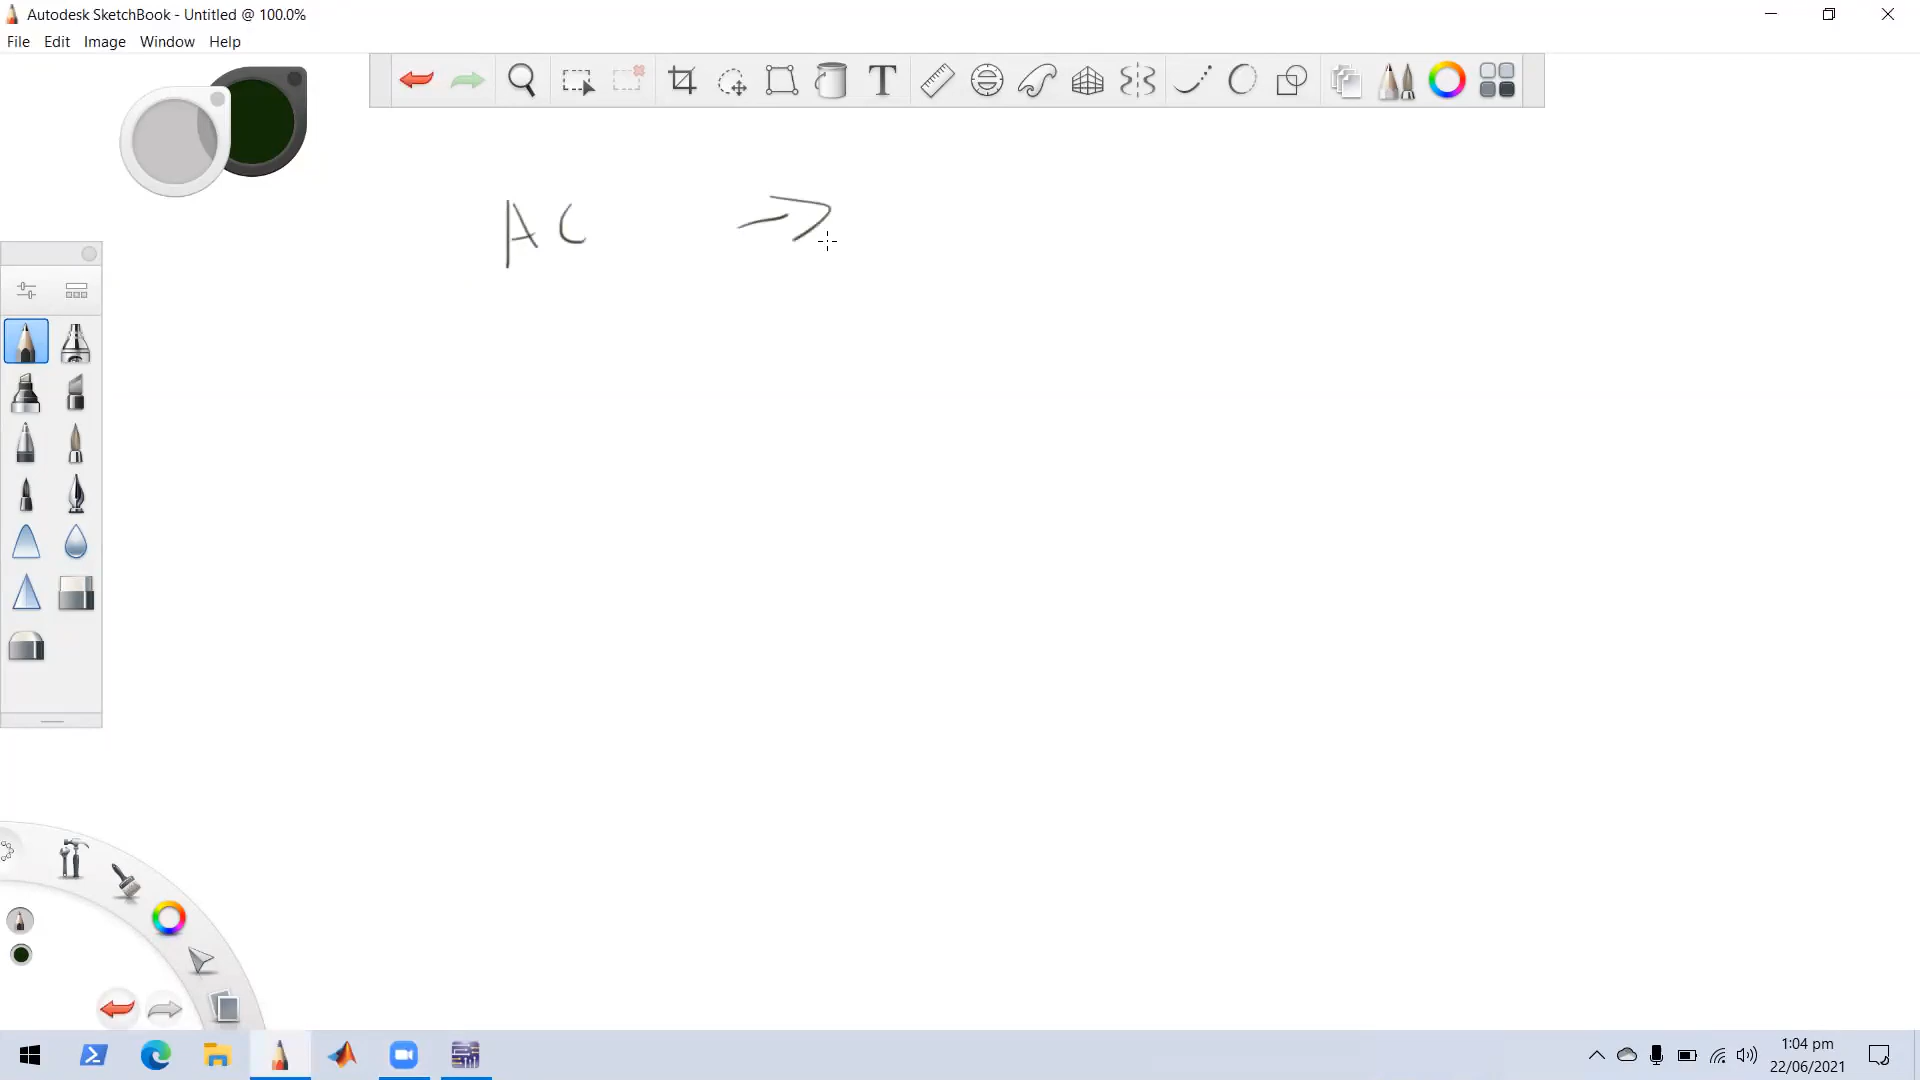 Autodesk SketchBook - Untitled @ 100.0%
File Edit Image Window Help
T
AC →
1:04 pm
22/06/2021